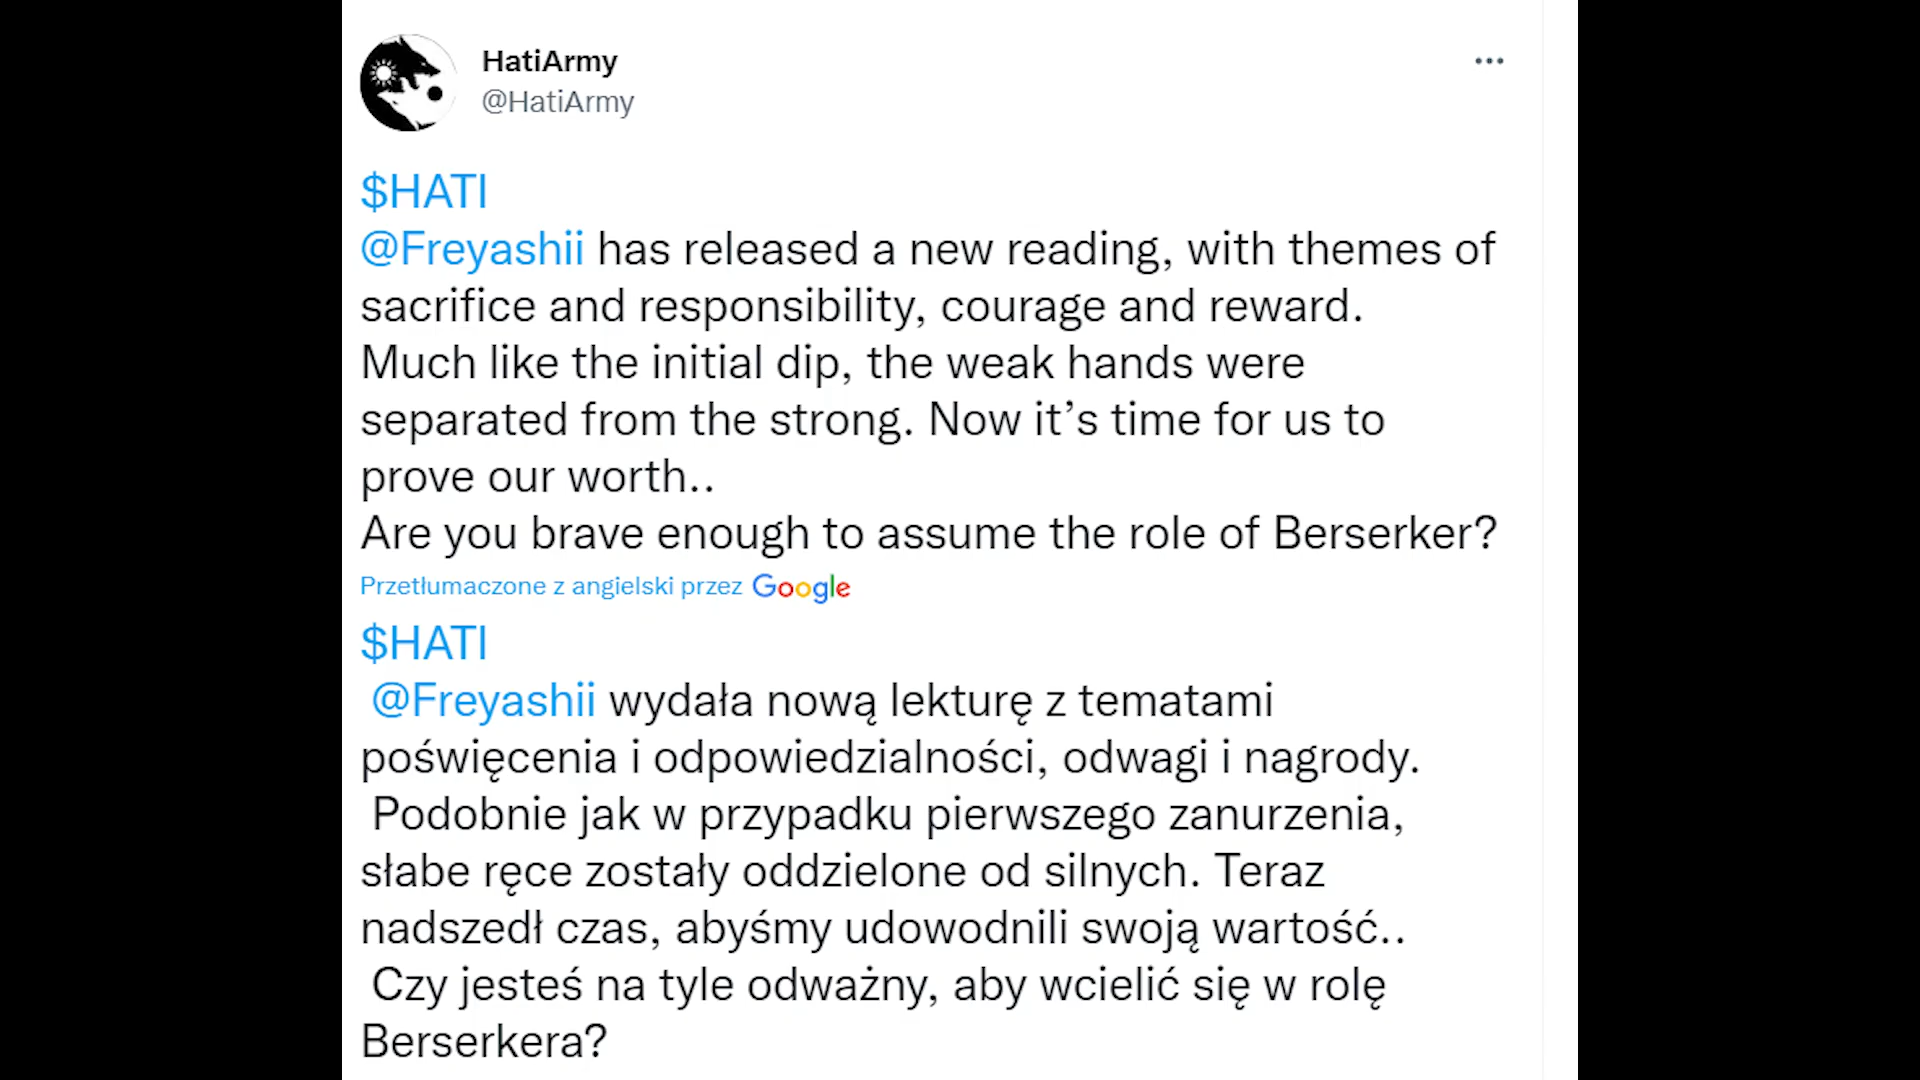 HatiArmy
@HatiArmy
$HATI
@Freyashii has released a new reading, with themes of
sacrifice and responsibility, courage and reward.
Much like the initial dip, the weak hands were
separated from the strong. Now it’s time for us to
prove our worth..
Are you brave enough to assume the role of Berserker?
Przetłumaczone z angielski przez Google
$HATI
@Freyashii wydała nową lekturę z tematami
poświęcenia i odpowiedzialności, odwagi i nagrody.
Podobnie jak w przypadku pierwszego zanurzenia,
słabe ręce zostały oddzielone od silnych. Teraz
nadszedł czas, abyśmy udowodnili swoją wartość..
Czy jesteś na tyle odważny, aby wcielić się w rolę
Berserkera?